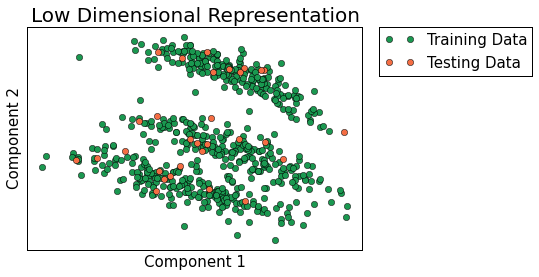 Low Dimensional Representation
Training Data
Testing Data
Component 2
Component 1